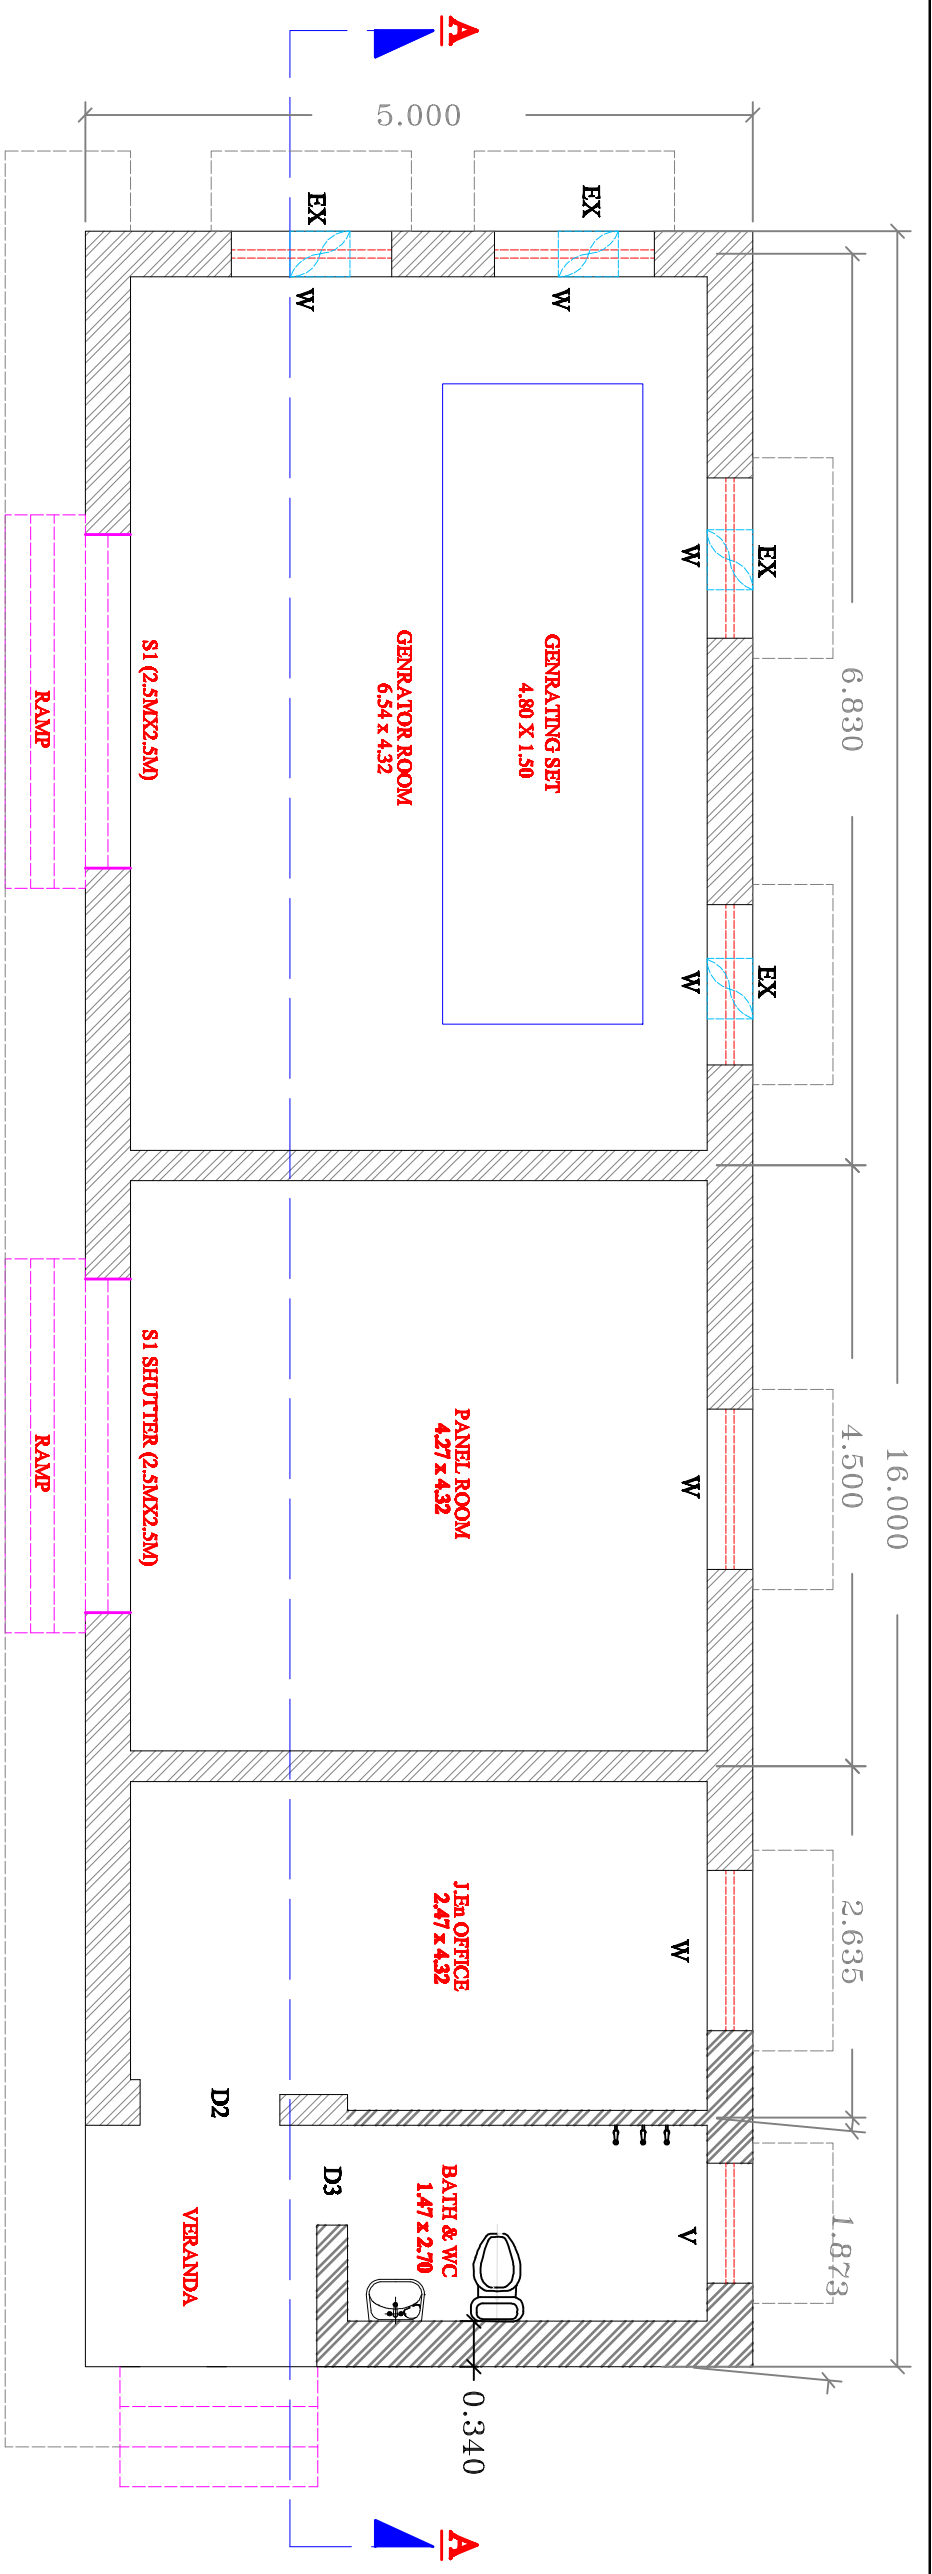 A
5.000
EX
EX
W
W
EX
W
6.830
GENRATING SET
4.80 X 1.50
GENRATOR ROOM
6.54 x 4.32
S1 (2.5MX2.5M)
RAMP
EX
W
16.000
4.500
W
PANEL ROOM
4.27 x 4.32
S1 SHUTTER (2.5MX2.5M)
RAMP
2.635
W
J.En OFFICE
2.47 x 4.32
D2
D3
1.873
V
BATH & WC
1.47 x 2.70
VERANDA
0.340
A